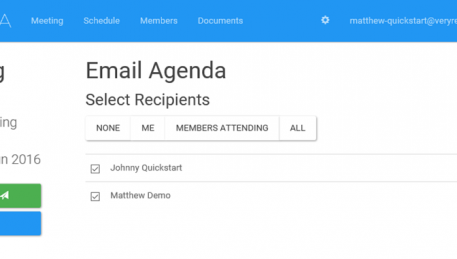 A Meeting Schedule Members Documents matthew-quickstart@veryre
g
Email Agenda
Select Recipients
ing
NONE ME MEMBERS ATTENDING ALL
n 2016
Johnny Quickstart
Matthew Demo